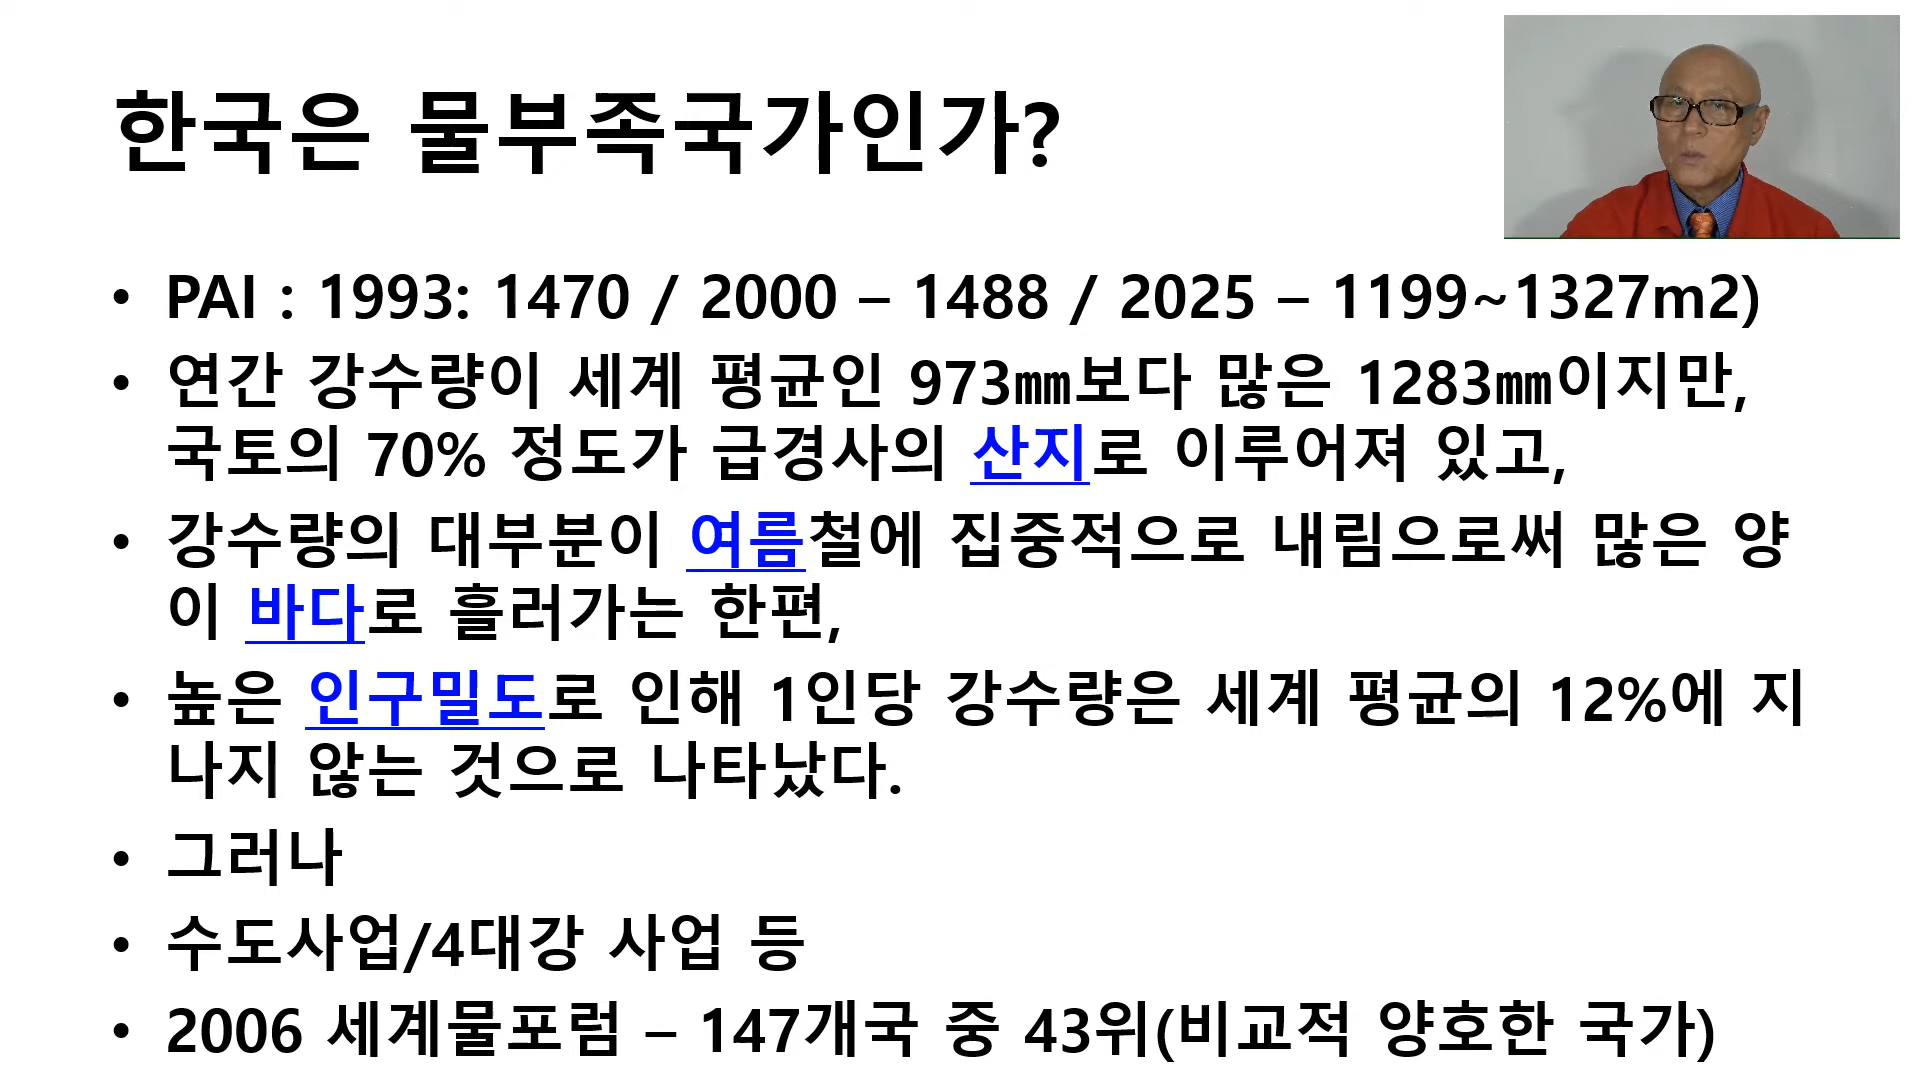 한국은 물부족국가인가?
• PAI : 1993: 1470 / 2000 – 1488 / 2025 – 1199~1327m2)
• 연간 강수량이 세계 평균인 973㎜보다 많은 1283㎜이지만,
국토의 70% 정도가 급경사의 산지로 이루어져 있고,
• 강수량의 대부분이 여름철에 집중적으로 내림으로써 많은 양
이 바다로 흘러가는 한편,
• 높은 인구밀도로 인해 1인당 강수량은 세계 평균의 12%에 지
나지 않는 것으로 나타났다.
• 그러나
• 수도사업/4대강 사업 등
• 2006 세계물포럼 – 147개국 중 43위(비교적 양호한 국가)